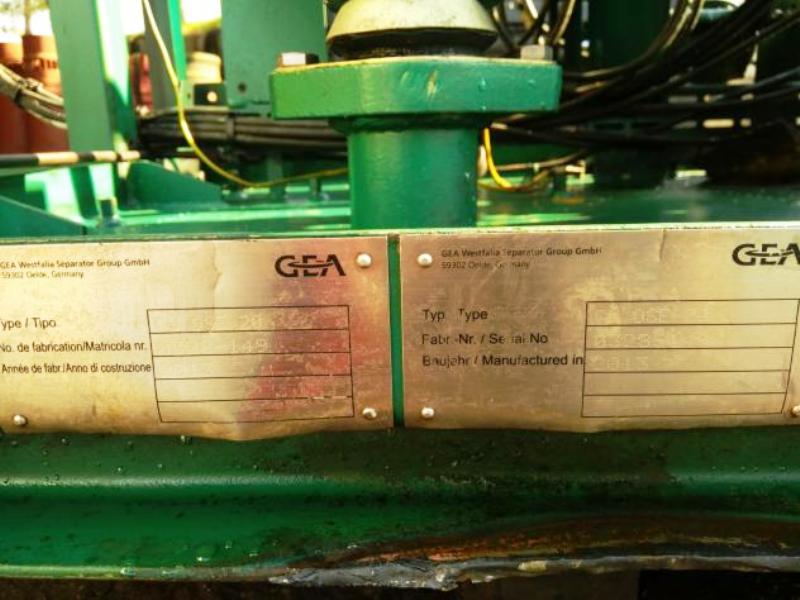 GEA Westfalia Separator Group GmbH
59302 Oelde, Germany
GEA
Type / Tipo
No. de fabrication/Matricola nr.
Année de fabr./Anno di costruzione
GEA Westfalia Separator Group GmbH
59302 Oelde, Germany
GEA
Typ Type
Fabr.-Nr. / Serial No
Baujahr / Manufactured in